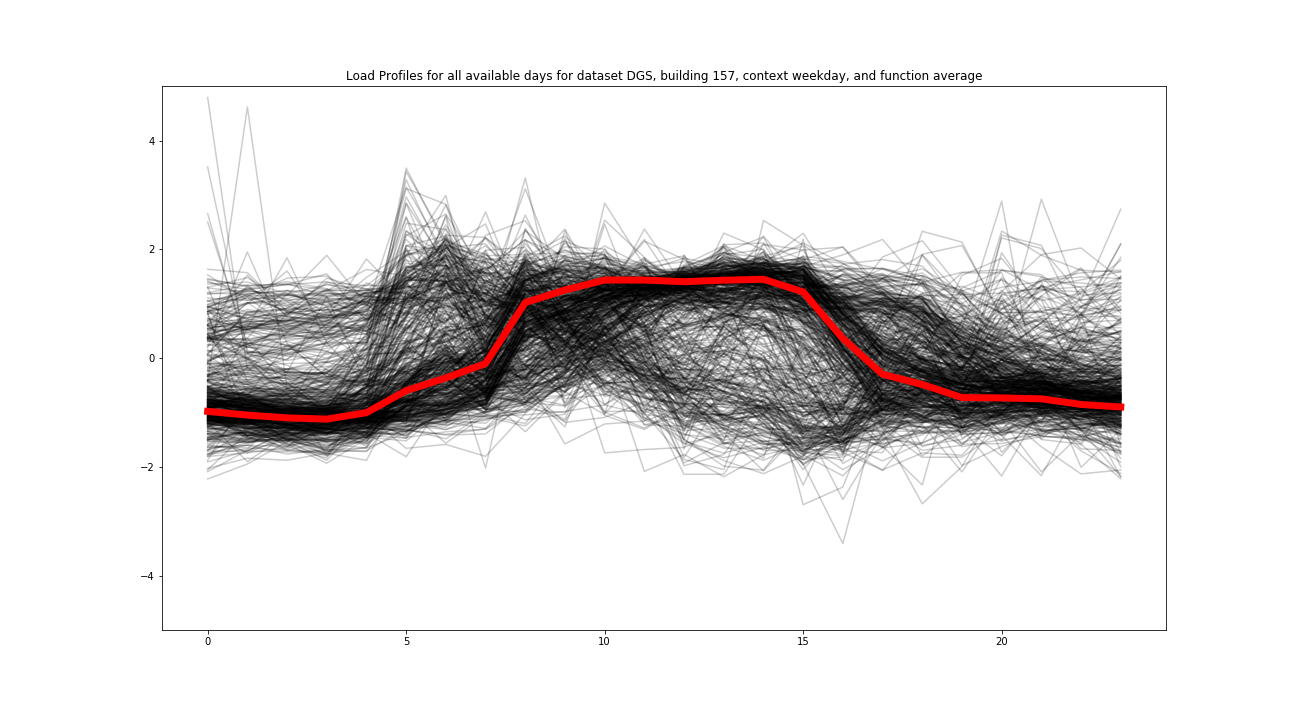 Load Profiles for all available days for dataset DGS, building 157, context weekday, and function average
4
2
0
−2
−4
0 5 10 15 20